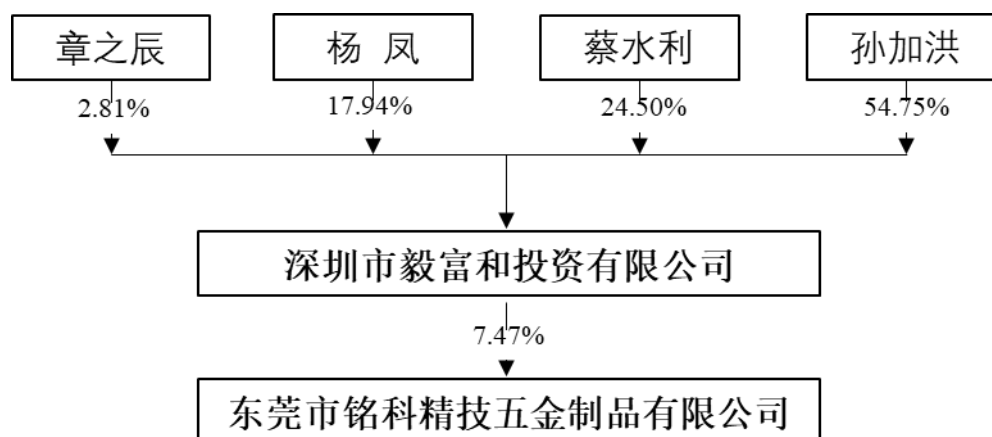 章之辰 杨 凤 蔡水利 孙加洪
2.81% 17.94% 24.50% 54.75%
深圳市毅富和投资有限公司
7.47%
东莞市铭科精技五金制品有限公司